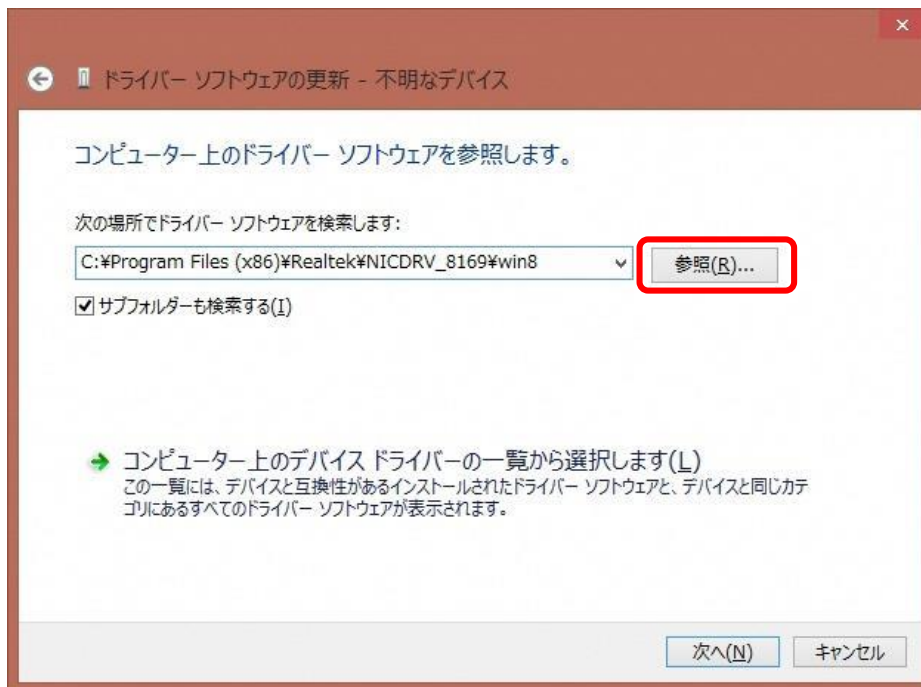 ドライバー ソフトウェアの更新 - 不明なデバイス
コンピューター上のドライバー ソフトウェアを参照します。
次の場所でドライバー ソフトウェアを検索します:
C:¥Program Files (x86)¥Realtek¥NICDRV_8169¥win8
参照(R)...
サブフォルダーも検索する(I)
コンピューター上のデバイス ドライバーの一覧から選択します(L)
この一覧には、デバイスと互換性があるインストールされたドライバー ソフトウェアと、デバイスと同じカテ
ゴリにあるすべてのドライバー ソフトウェアが表示されます。
次へ(N)
キャンセル